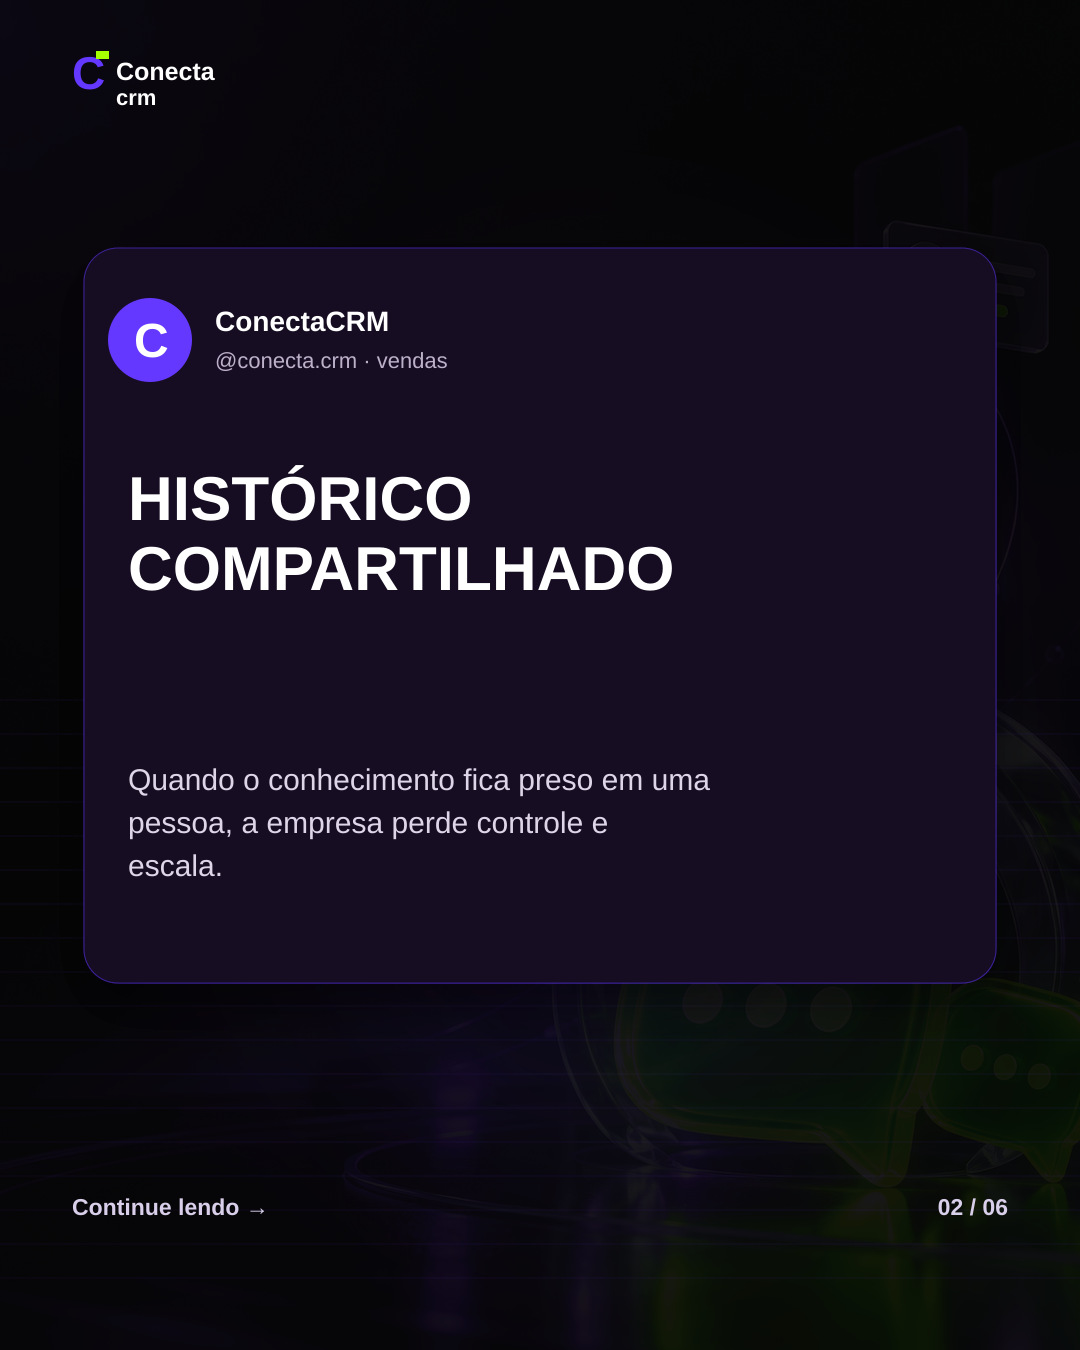 C Conecta
crm
C
ConectaCRM
@conecta.crm · vendas
HISTÓRICO
COMPARTILHADO
Quando o conhecimento fica preso em uma
pessoa, a empresa perde controle e
escala.
Continue lendo →
02 / 06